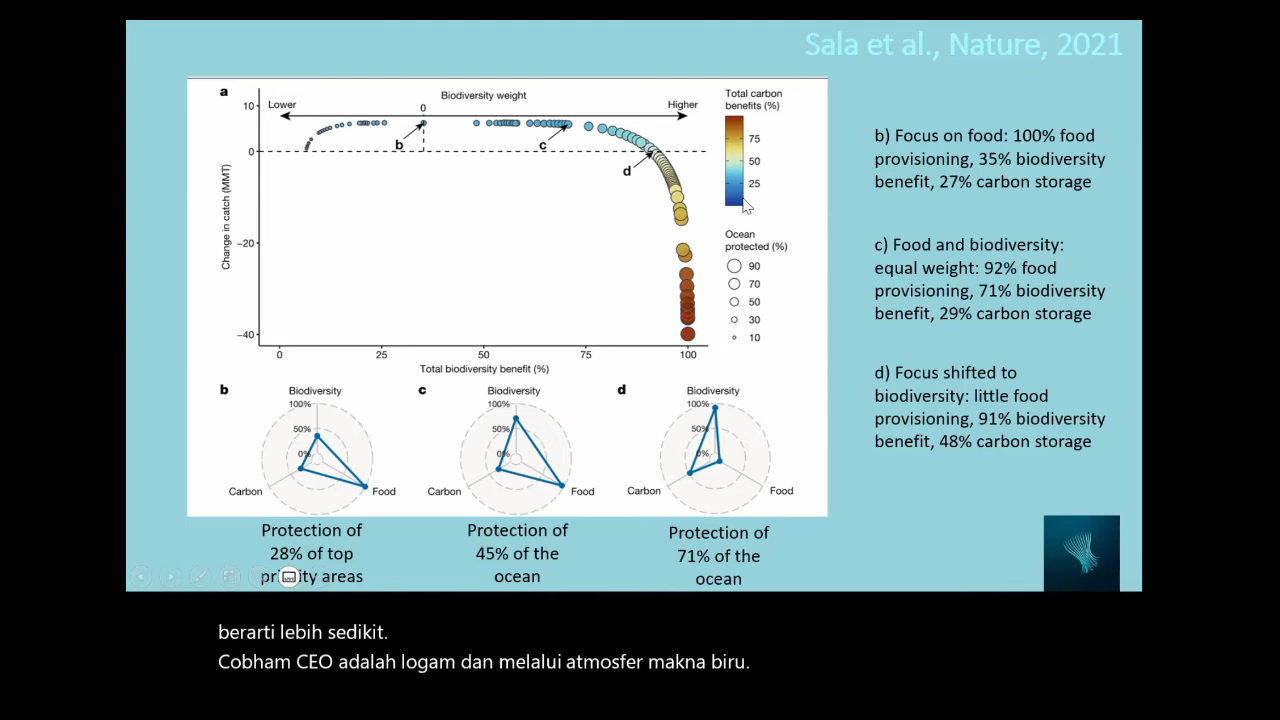 Sala et al., Nature, 2021
a
Biodiversity weight
Lower
0
Higher
10
0
−20
−40
Change in catch (MMT)
b
c
d
0
25
50
75
100
Total biodiversity benefit (%)
Total carbon
benefits (%)
75
50
25
Ocean
protected (%)
90
70
50
30
10
b
Biodiversity
100%
50%
0%
Carbon
Food
c
Biodiversity
100%
50%
0%
Carbon
Food
d
Biodiversity
100%
50%
0%
Carbon
Food
Protection of
28% of top
priority areas
Protection of
45% of the
ocean
Protection of
71% of the
ocean
b) Focus on food: 100% food
provisioning, 35% biodiversity
benefit, 27% carbon storage
c) Food and biodiversity:
equal weight: 92% food
provisioning, 71% biodiversity
benefit, 29% carbon storage
d) Focus shifted to
biodiversity: little food
provisioning, 91% biodiversity
benefit, 48% carbon storage
berarti lebih sedikit.
Cobham CEO adalah logam dan melalui atmosfer makna biru.